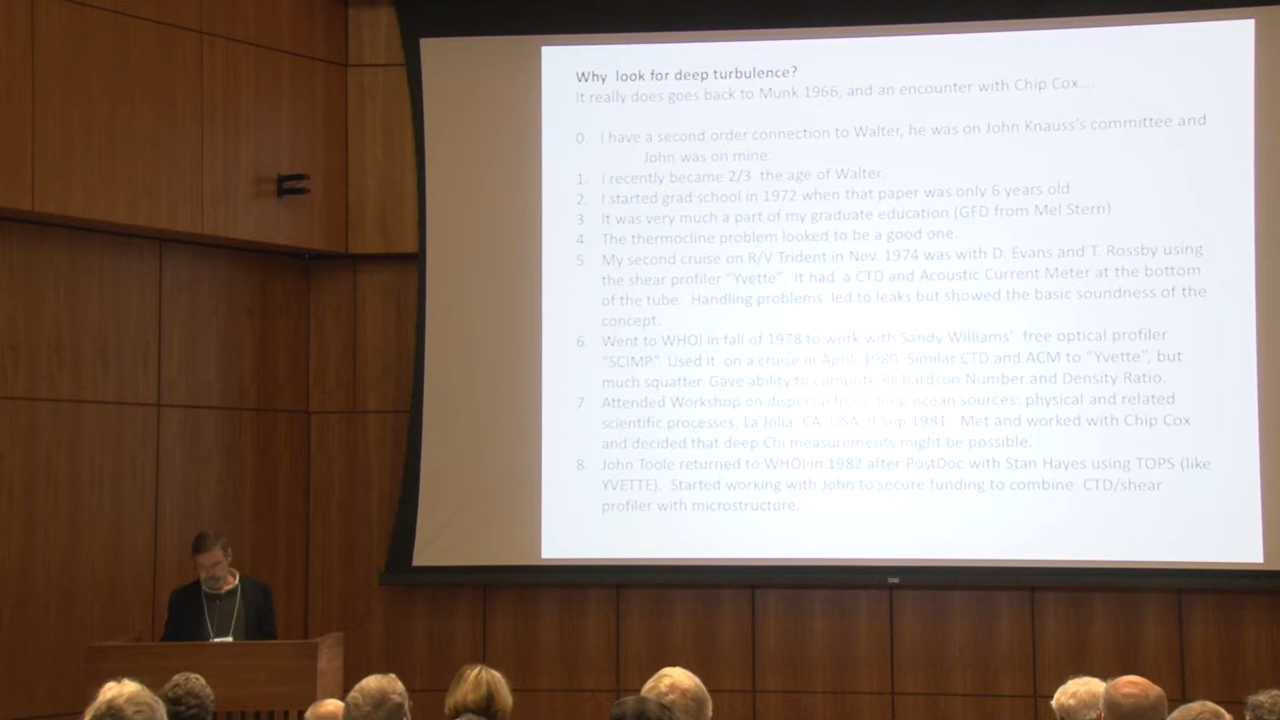 Why look for deep turbulence?
It really does goes back to Munk 1966, and an encounter with Chip Cox....
0. I have a second order connection to Walter, he was on John Knauss's committee and
John was on mine.
1. I recently became 2/3 the age of Walter.
2. I started grad school in 1972 when that paper was only 6 years old
3. It was very much a part of my graduate education (GFD from Mel Stern)
4. The thermocline problem looked to be a good one.
5. My second cruise on R/V Trident in Nov. 1974 was with D. Evans and T. Rossby using
the shear profiler "Yvette". It had a CTD and Acoustic Current Meter at the bottom
of the tube. Handling problems led to leaks but showed the basic soundness of the
concept.
6. Went to WHOI in fall of 1978 to work with Sandy Williams' free optical profiler
"SCIMP". Used it on a cruise in April, 1980. Similar CTD and ACM to "Yvette", but
much squatter. Gave ability to compute Richardson Number and Density Ratio.
7. Attended Workshop on dispersal from deep ocean sources: physical and related
scientific processes, La Jolla, CA, USA, 9 Sep 1981. Met and worked with Chip Cox
and decided that deep Chi measurements might be possible.
8. John Toole returned to WHOI in 1982 after PostDoc with Stan Hayes using TOPS (like
YVETTE). Started working with John to secure funding to combine CTD/shear
profiler with microstructure.